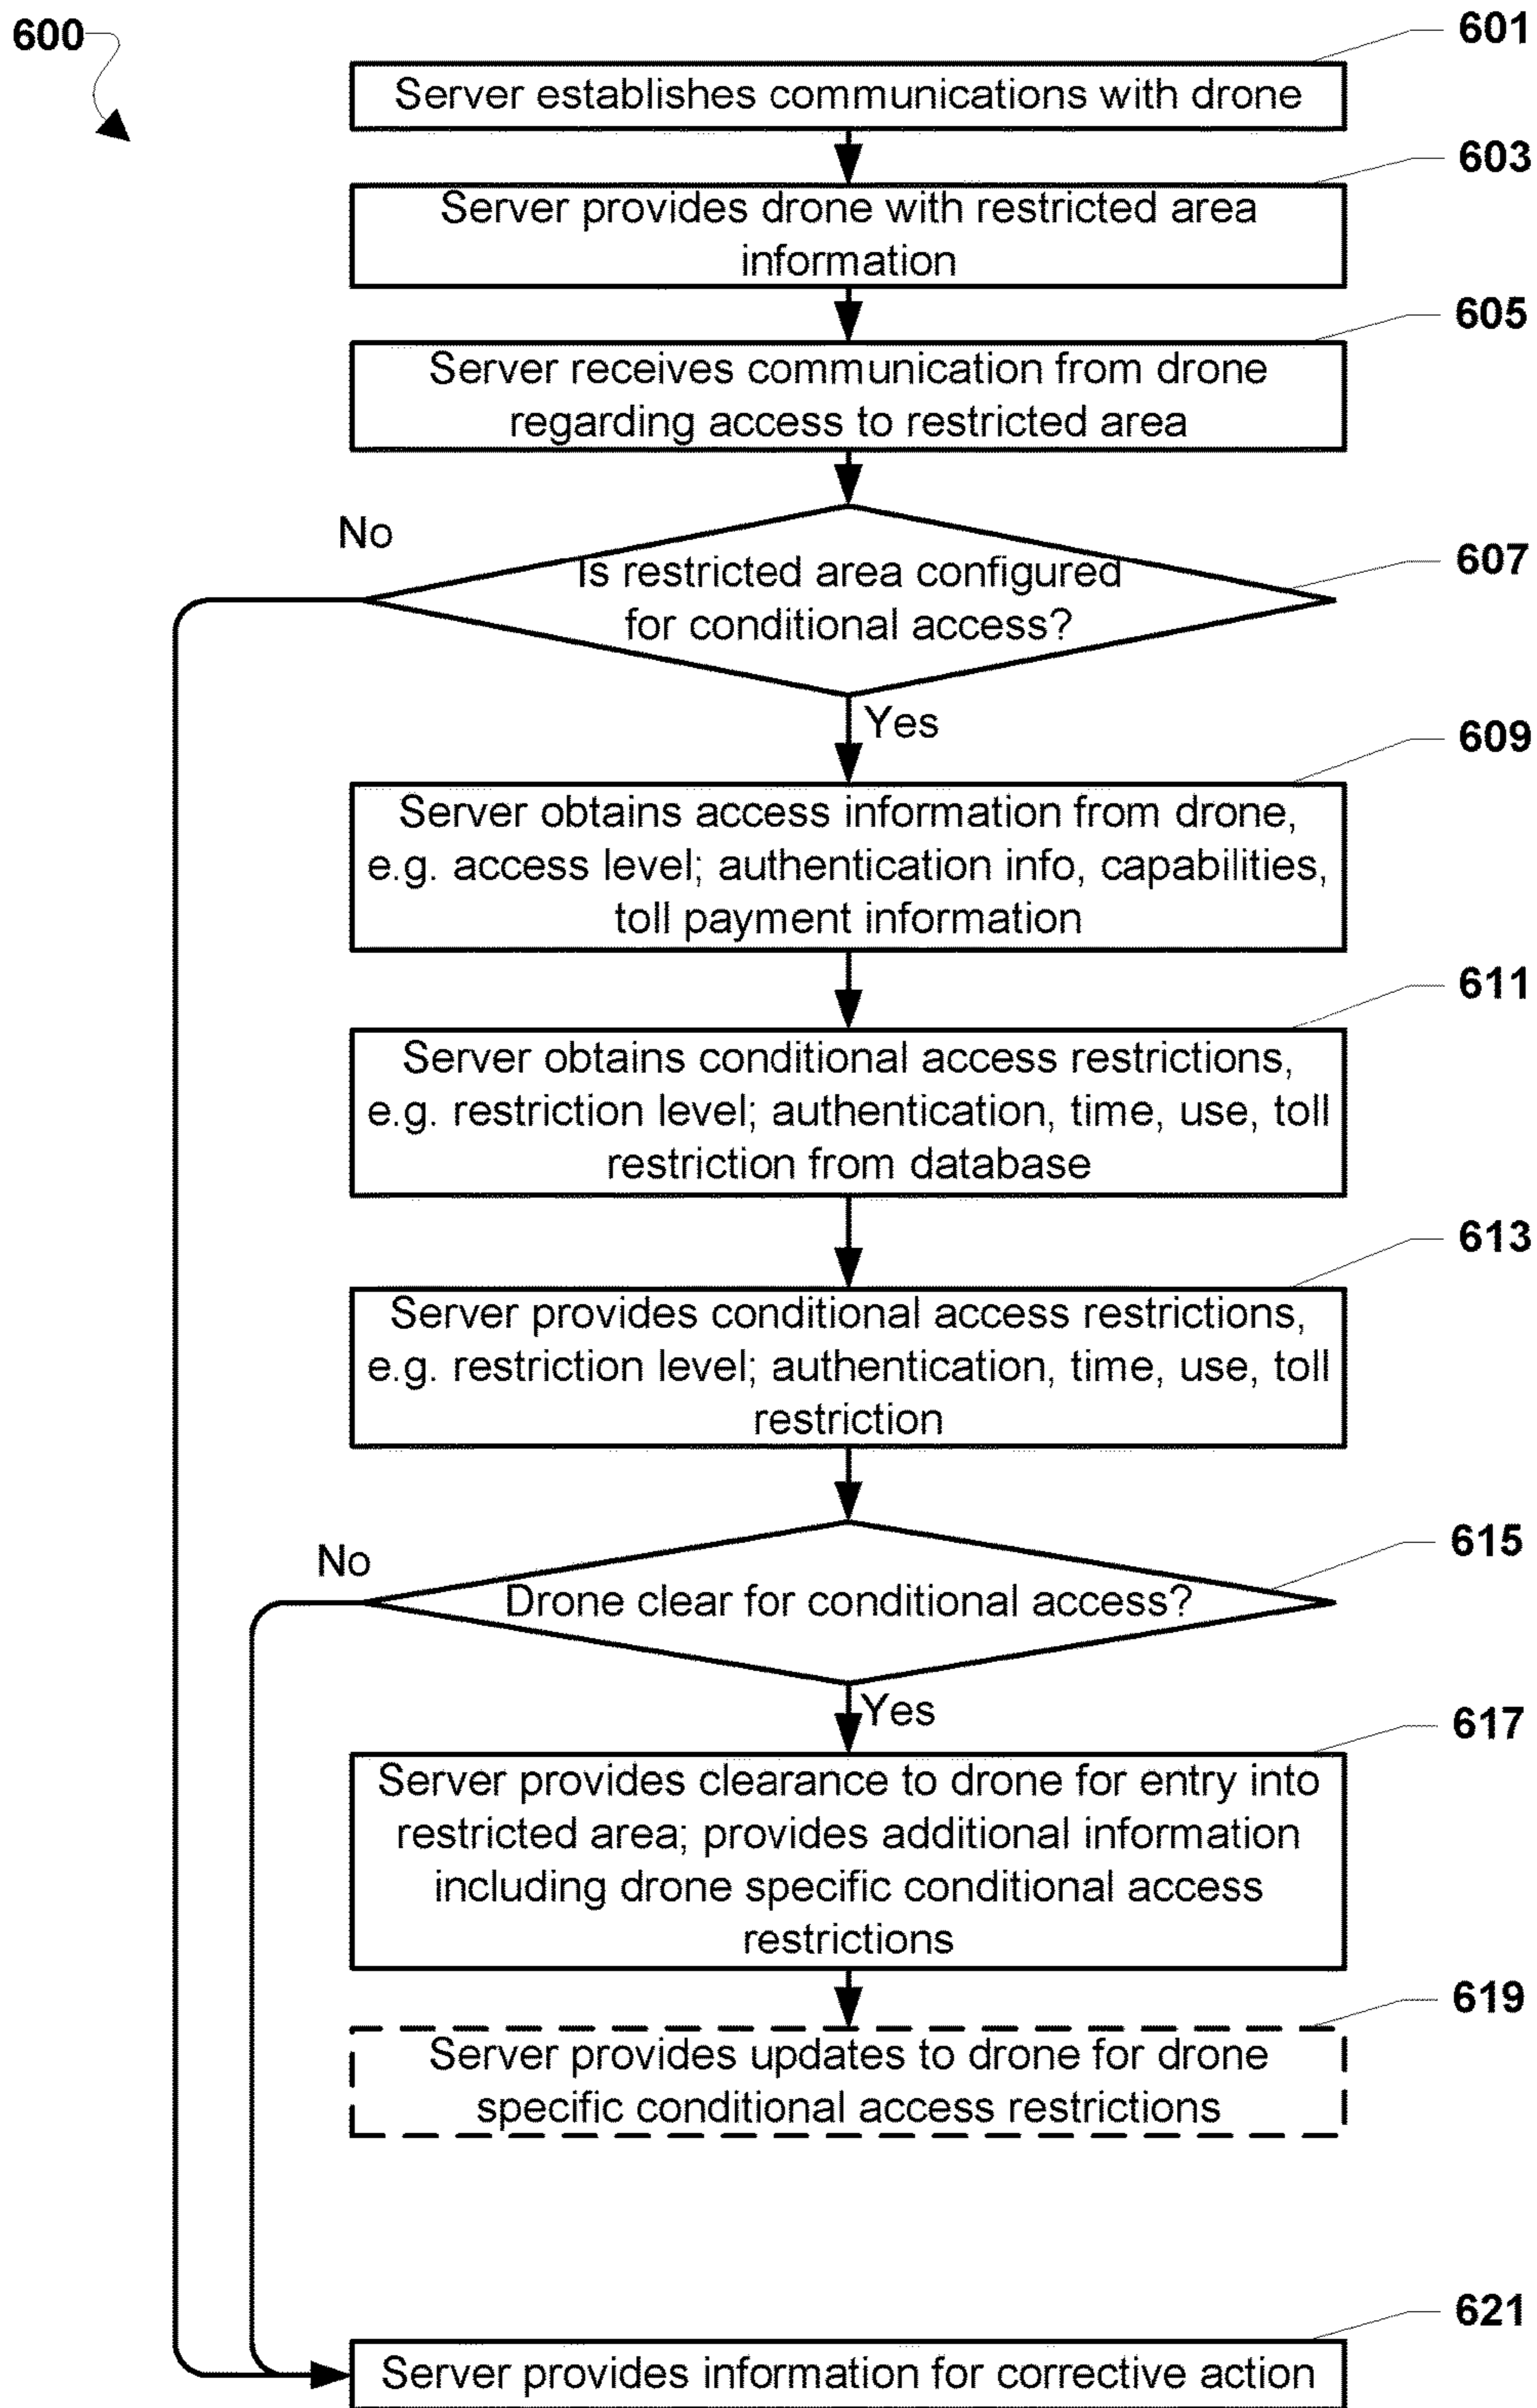 600
601
Server establishes communications with drone
603
Server provides drone with restricted area
information
605
Server receives communication from drone
regarding access to restricted area
No
607
Is restricted area configured
for conditional access?
Yes
609
Server obtains access information from drone,
e.g. access level; authentication info, capabilities,
toll payment information
611
Server obtains conditional access restrictions,
e.g. restriction level; authentication, time, use, toll
restriction from database
613
Server provides conditional access restrictions,
e.g. restriction level; authentication, time, use, toll
restriction
615
No
Drone clear for conditional access?
Yes
617
Server provides clearance to drone for entry into
restricted area; provides additional information
including drone specific conditional access
restrictions
619
Server provides updates to drone for drone
specific conditional access restrictions
621
Server provides information for corrective action